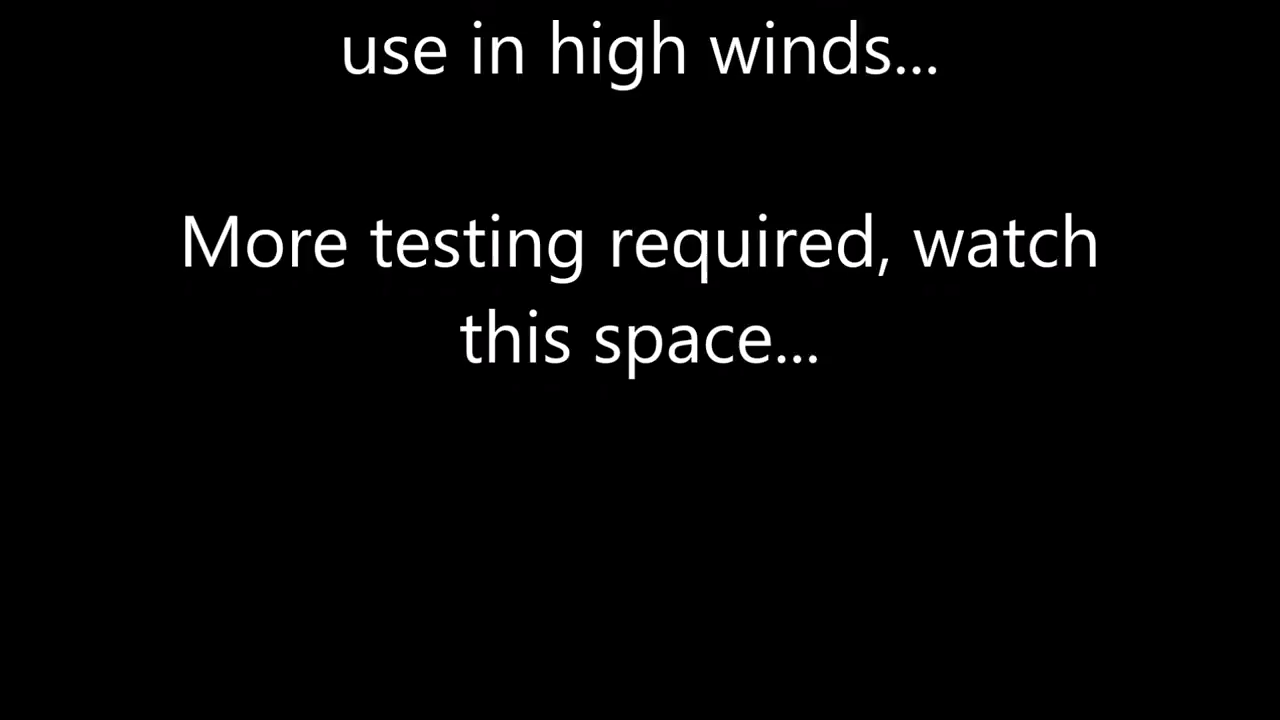 use in high winds...
More testing required, watch
this space...